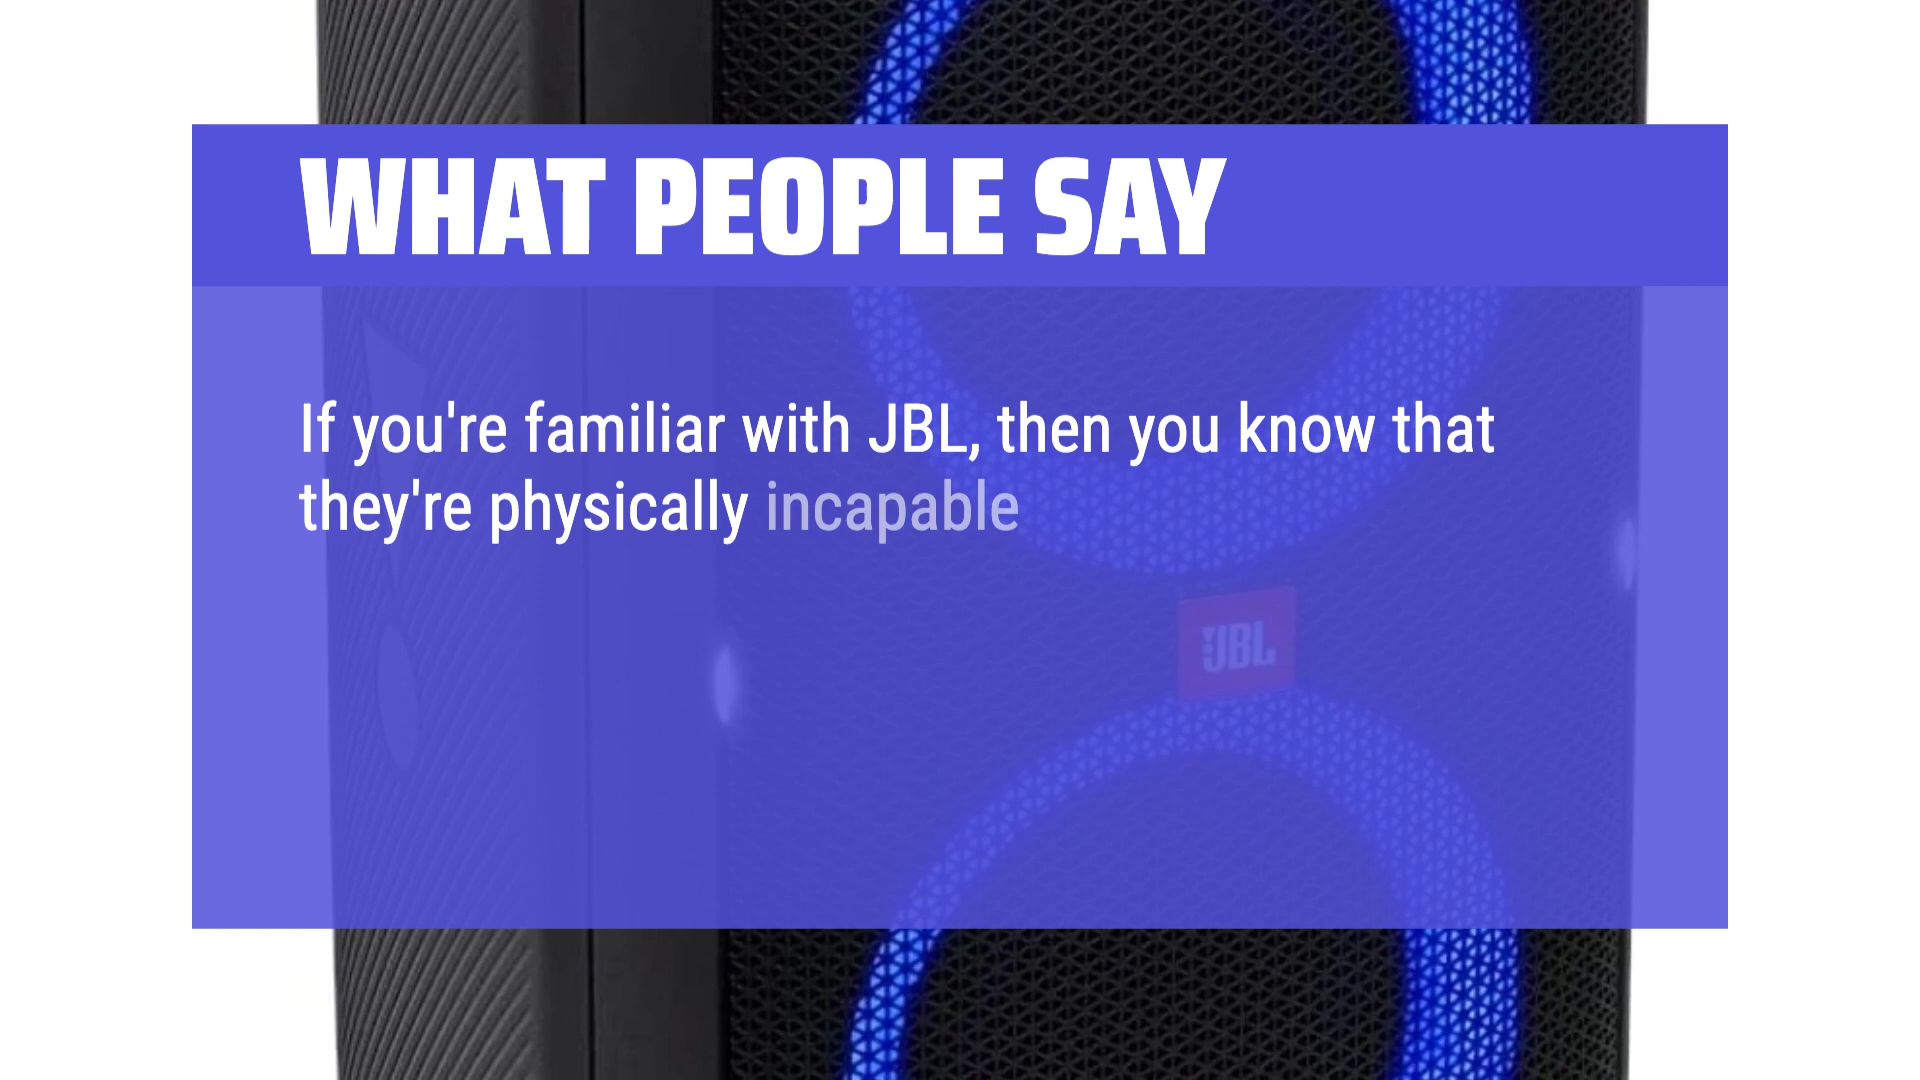 WHAT PEOPLE SAY
If you're familiar with JBL, then you know that
they're physically incapable
JBL